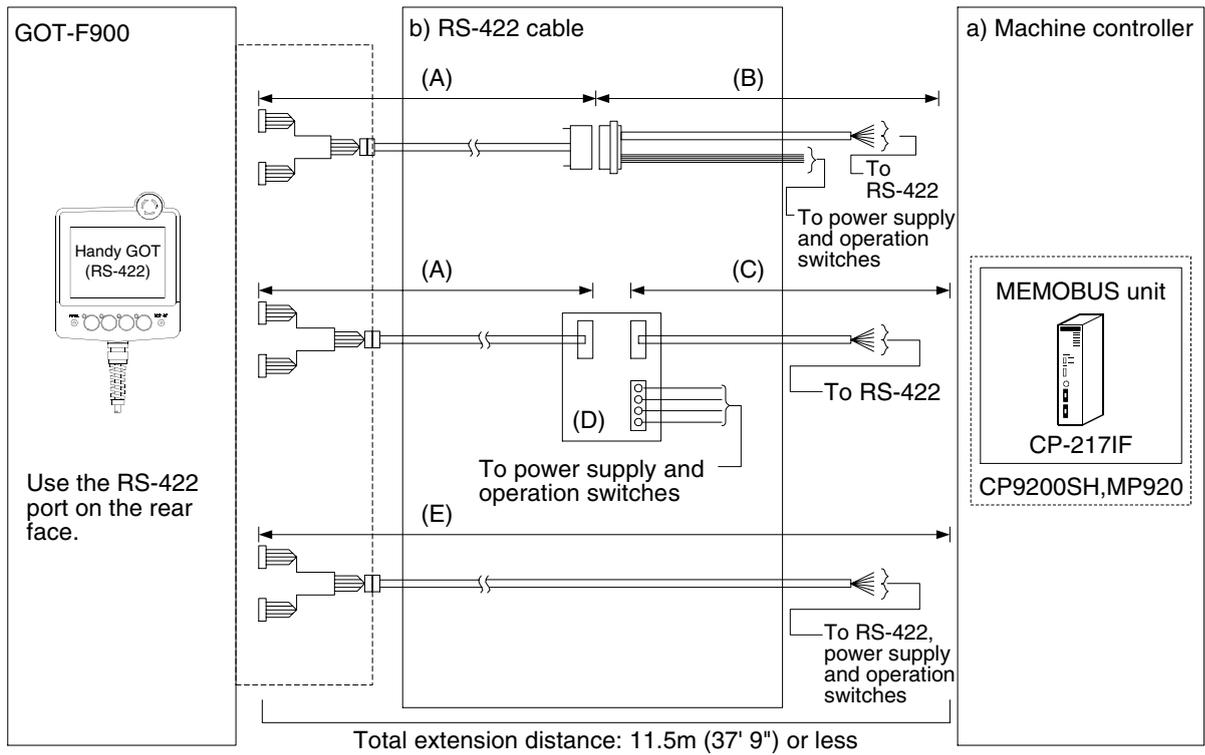 GOT-F900
b) RS-422 cable
a) Machine controller
(A)
(B)
To
RS-422
To power supply
and operation
switches
Handy GOT
(RS-422)
(A)
(C)
(D)
To RS-422
To power supply and
operation switches
MEMOBUS unit
CP-217IF
CP9200SH,MP920
Use the RS-422
port on the rear
face.
(E)
To RS-422,
power supply
and operation
switches
Total extension distance: 11.5m (37' 9") or less